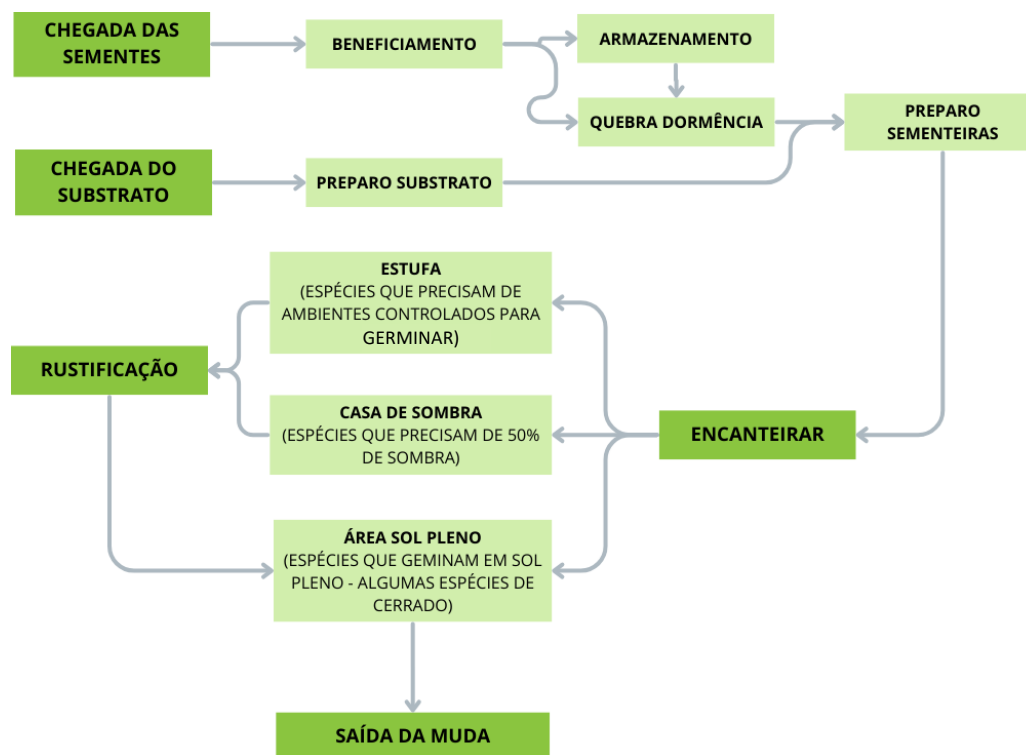 CHEGADA DAS
SEMENTES
BENEFICIAMENTO
ARMAZENAMENTO
QUEBRA DORMÊNCIA
PREPARO
SEMENTEIRAS
CHEGADA DO
SUBSTRATO
PREPARO SUBSTRATO
ESTUFA
(ESPÉCIES QUE PRECISAM DE
AMBIENTES CONTROLADOS PARA
GERMINAR)
RUSTIFICAÇÃO
CASA DE SOMBRA
(ESPÉCIES QUE PRECISAM DE 50%
DE SOMBRA)
ENCANTEIRAR
ÁREA SOL PLENO
(ESPÉCIES QUE GEMINAM EM SOL
PLENO - ALGUMAS ESPÉCIES DE
CERRADO)
SAÍDA DA MUDA